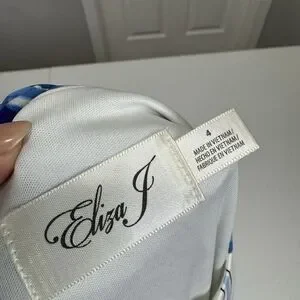 Eliza J
4
MADE IN VIETNAM/
HECHO EN VIETNAM/
FABRIQUÉ EN
VIETNAM